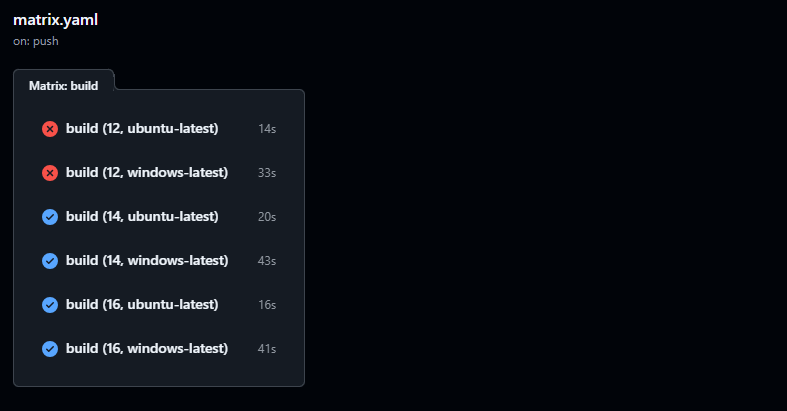 matrix.yaml
on: push
Matrix: build
build (12, ubuntu-latest) 14s
build (12, windows-latest) 33s
build (14, ubuntu-latest) 20s
build (14, windows-latest) 43s
build (16, ubuntu-latest) 16s
build (16, windows-latest) 41s